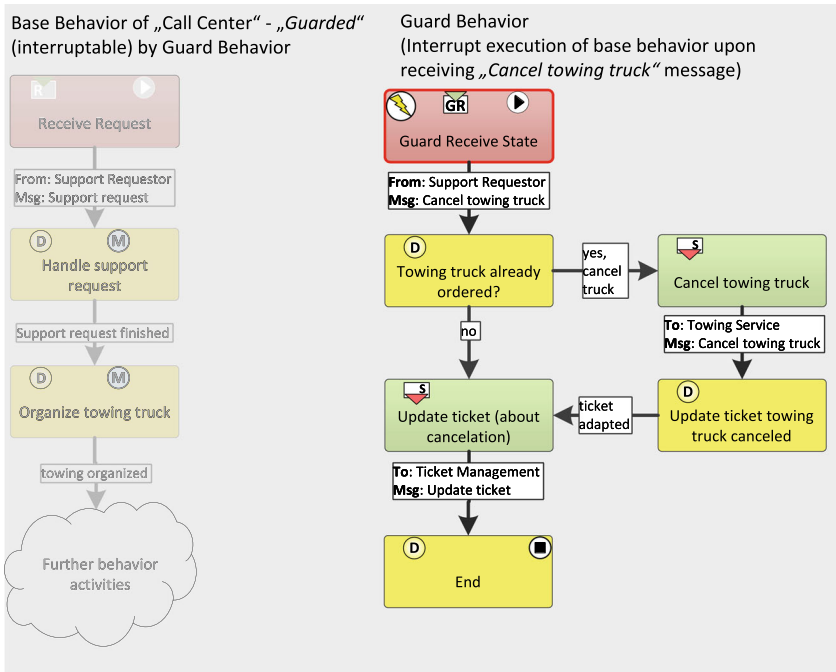 Base Behavior of „Call Center“ - „Guarded“
(interruptable) by Guard Behavior
R
Receive Request
From: Support Requestor
Msg: Support request
D
M
Handle support
request
Support request finished
D
M
Organize towing truck
towing organized
Further behavior
activities
Guard Behavior
(Interrupt execution of base behavior upon
receiving „Cancel towing truck“ message)
GR
Guard Receive State
From: Support Requestor
Msg: Cancel towing truck
D
Towing truck already
ordered?
yes,
cancel
truck
S
Cancel towing truck
To: Towing Service
Msg: Cancel towing truck
no
D
Update ticket towing
truck canceled
ticket
adapted
S
Update ticket (about
cancelation)
To: Ticket Management
Msg: Update ticket
D
End